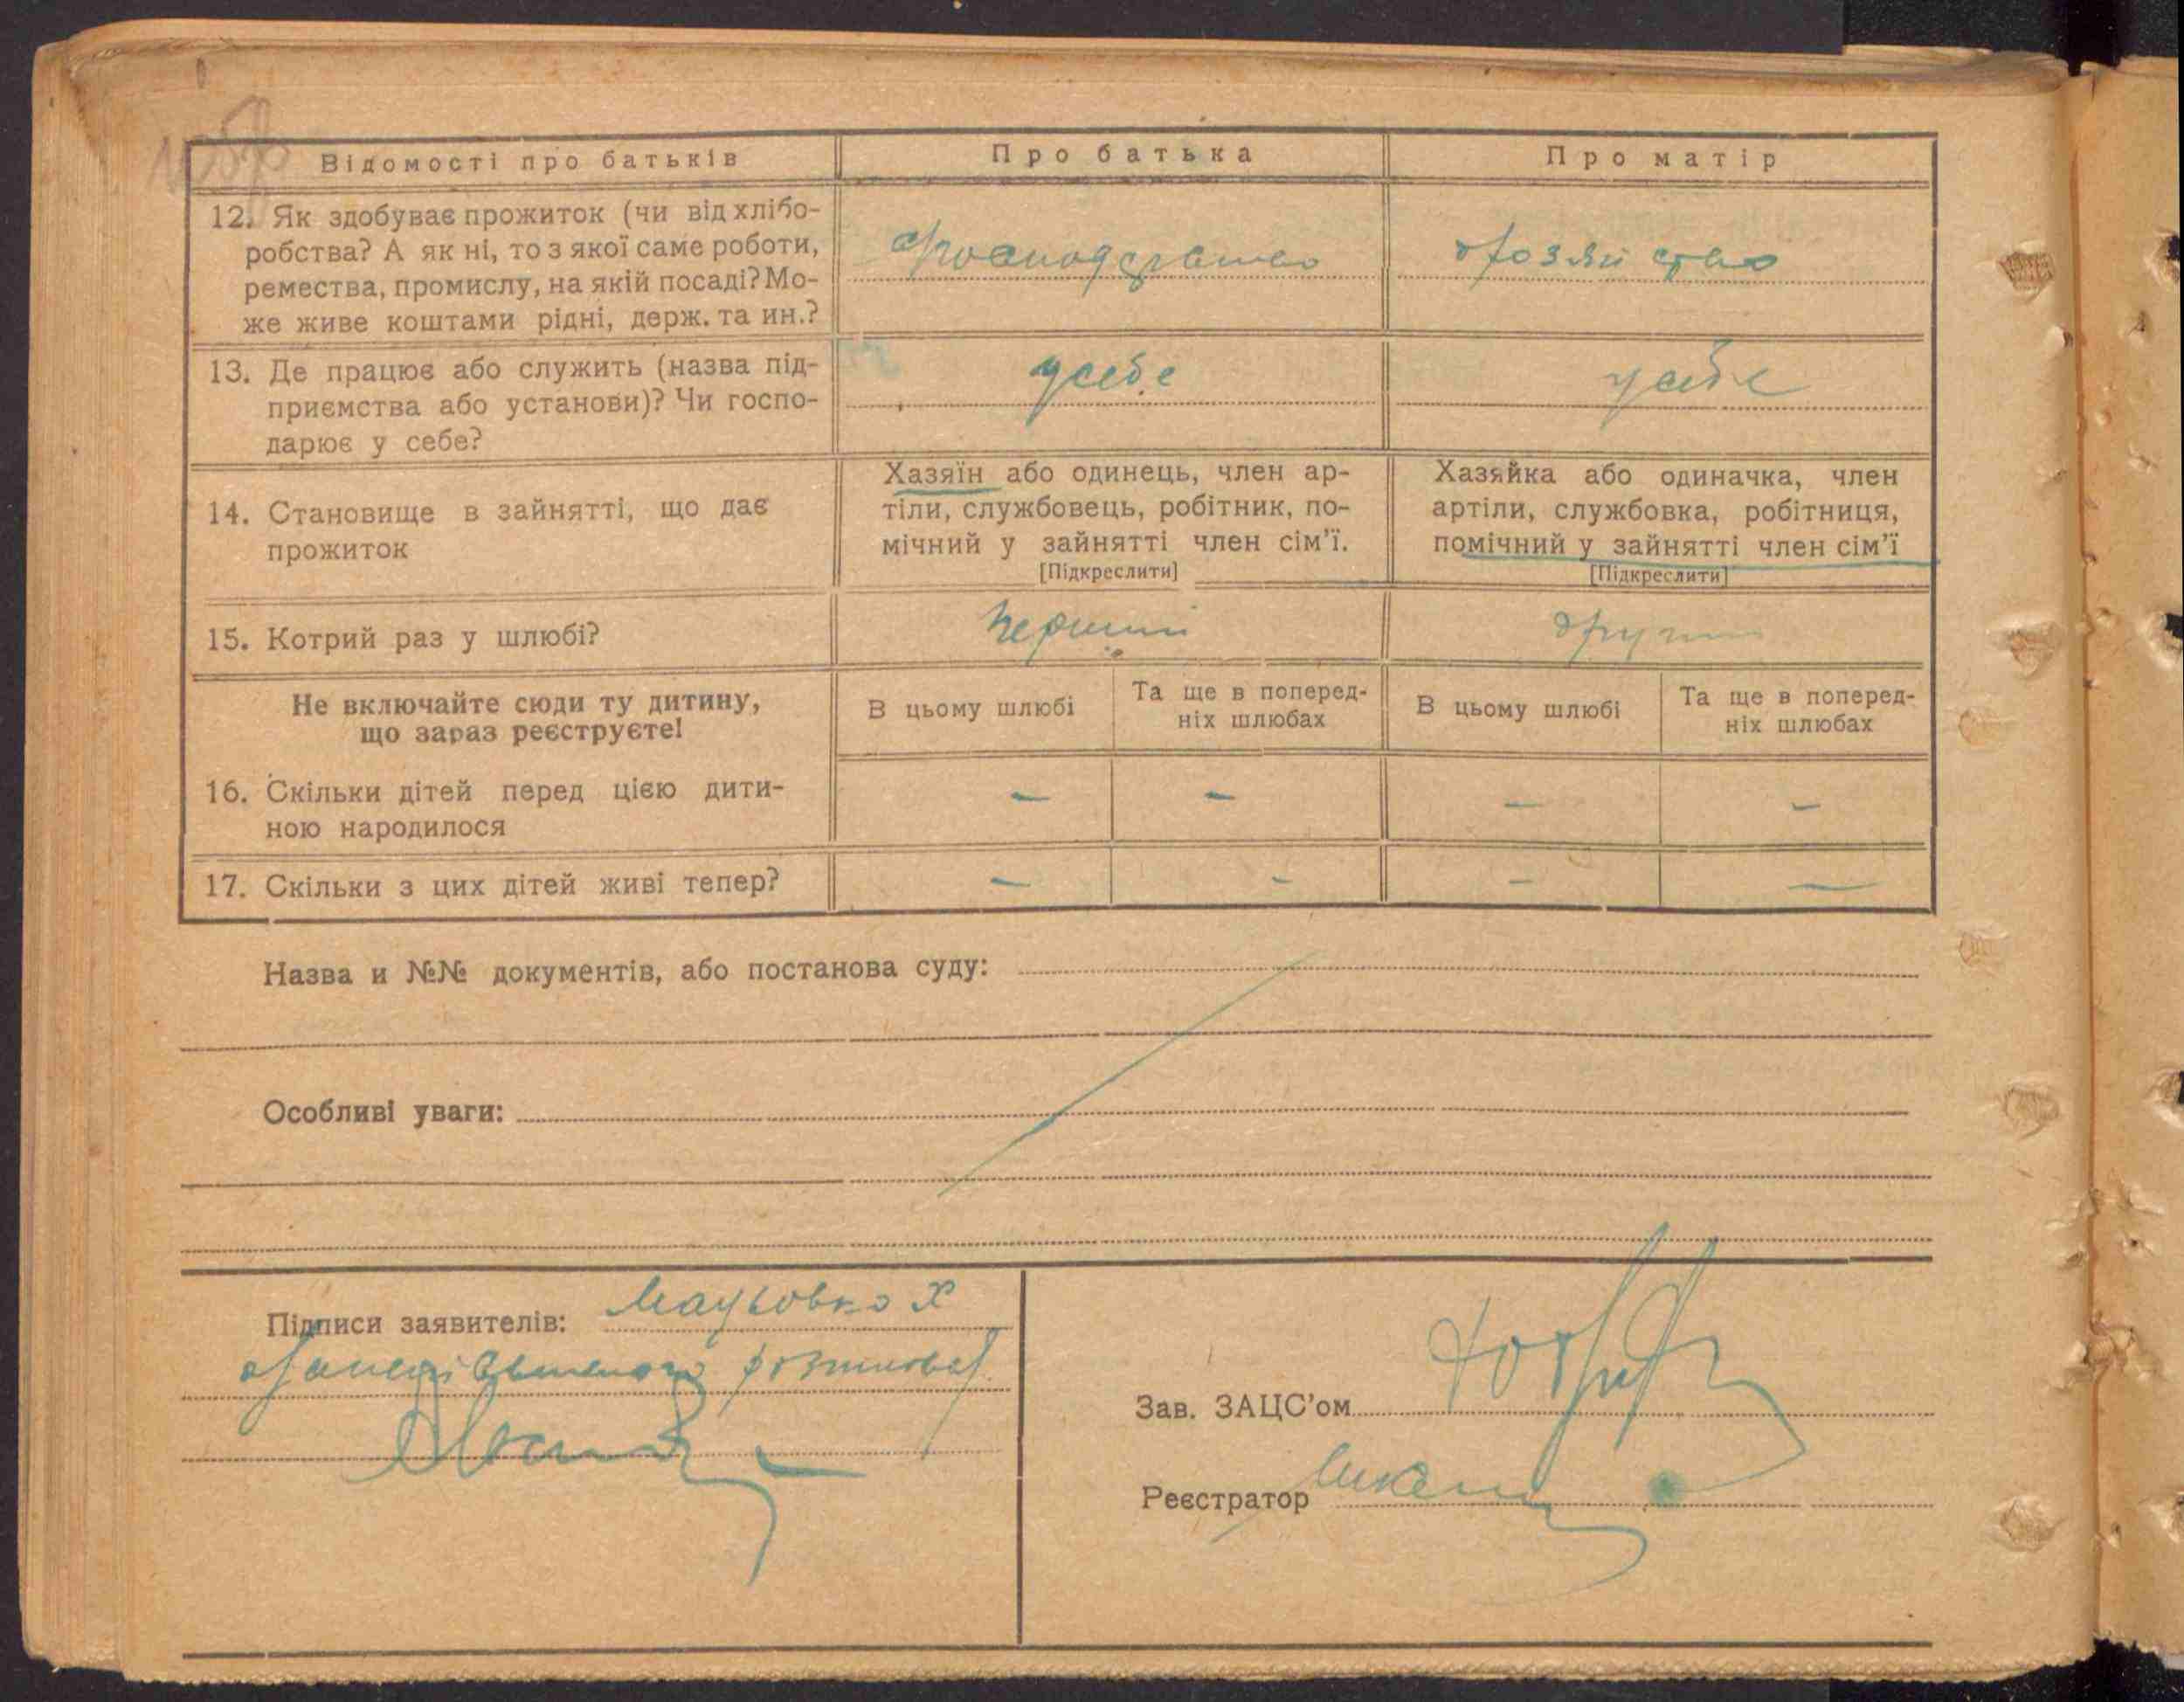 Відомості про батьків
Про батька
Про матір
12. Як здобуває прожиток (чи від хлібо-
робства? А як ні, то з якої саме роботи,
ремества, промислу, на якій посаді? Мо-
же живе коштами рідні, держ. та ин.?
13. Де працює або служить (назва під-
приємства або установи)? Чи госпо-
дарює у себе?
у себе
у себе
14. Становище в зайнятті, що дає
прожиток
Хазяїн або одинець, член ар-
тіли, службовець, робітник, по-
мічний у зайнятті член сім'ї.
[Підкреслити]
Хазяйка або одиначка, член
артіли, службовка, робітниця,
помічний у зайнятті член сім'ї
[Підкреслити]
15. Котрий раз у шлюбі?
перший
другий
Не включайте сюди ту дитину,
що зараз реєструєте!
В цьому шлюбі
Та ще в поперед-
ніх шлюбах
В цьому шлюбі
Та ще в поперед-
ніх шлюбах
16. Скільки дітей перед цією дити-
ною народилося
— — — —
17. Скільки з цих дітей живі тепер?
— — — —
Назва и №№ документів, або постанова суду:
Особливі уваги:
Підписи заявителів:
Зав. ЗАЦС'ом
Реєстратор